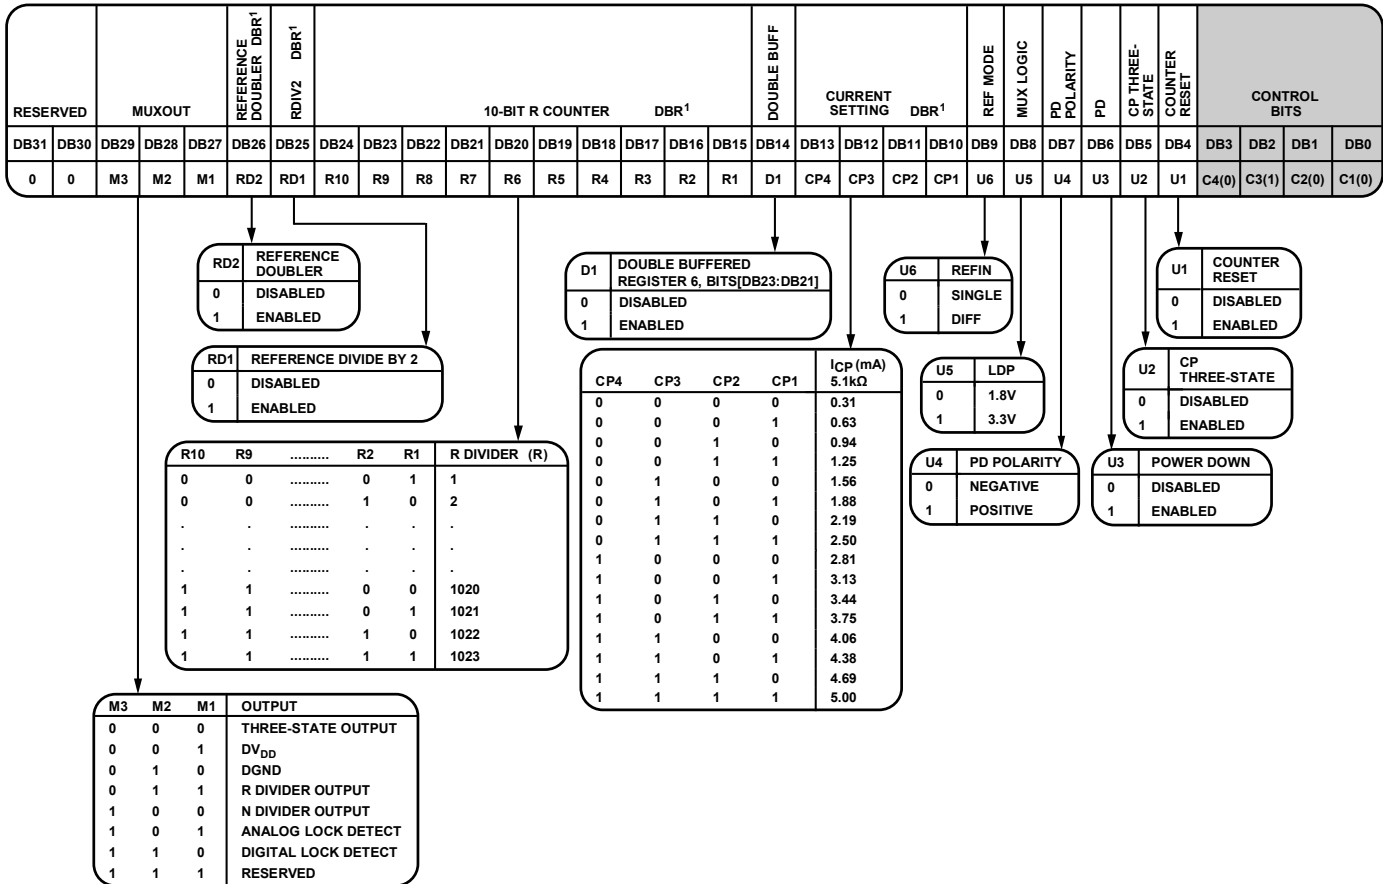 RESERVED MUXOUT REFERENCE DOUBLER DBR1 RDIV2 DBR1 10-BIT R COUNTER DBR1 DOUBLE BUFF CURRENT SETTING DBR1 REF MODE MUX LOGIC PD POLARITY PD CP THREE-STATE COUNTER RESET CONTROL BITS
DB31 DB30 DB29 DB28 DB27 DB26 DB25 DB24 DB23 DB22 DB21 DB20 DB19 DB18 DB17 DB16 DB15 DB14 DB13 DB12 DB11 DB10 DB9 DB8 DB7 DB6 DB5 DB4 DB3 DB2 DB1 DB0
0 0 M3 M2 M1 RD2 RD1 R10 R9 R8 R7 R6 R5 R4 R3 R2 R1 D1 CP4 CP3 CP2 CP1 U6 U5 U4 U3 U2 U1 C4(0) C3(1) C2(0) C1(0)
RD2 REFERENCE DOUBLER
0 DISABLED
1 ENABLED
RD1 REFERENCE DIVIDE BY 2
0 DISABLED
1 ENABLED
R10 R9 .......... R2 R1 R DIVIDER (R)
0 0 .......... 0 1 1
0 0 .......... 1 0 2
. . .......... . . .
. . .......... . . .
. . .......... . . .
1 1 .......... 0 0 1020
1 1 .......... 0 1 1021
1 1 .......... 1 0 1022
1 1 .......... 1 1 1023
M3 M2 M1 OUTPUT
0 0 0 THREE-STATE OUTPUT
0 0 1 DVDD
0 1 0 DGND
0 1 1 R DIVIDER OUTPUT
1 0 0 N DIVIDER OUTPUT
1 0 1 ANALOG LOCK DETECT
1 1 0 DIGITAL LOCK DETECT
1 1 1 RESERVED
D1 DOUBLE BUFFERED
REGISTER 6, BITS[DB23:DB21]
0 DISABLED
1 ENABLED
ICP (mA)
CP4 CP3 CP2 CP1 5.1kΩ
0 0 0 0 0.31
0 0 0 1 0.63
0 0 1 0 0.94
0 0 1 1 1.25
0 1 0 0 1.56
0 1 0 1 1.88
0 1 1 0 2.19
0 1 1 1 2.50
1 0 0 0 2.81
1 0 0 1 3.13
1 0 1 0 3.44
1 0 1 1 3.75
1 1 0 0 4.06
1 1 0 1 4.38
1 1 1 0 4.69
1 1 1 1 5.00
U6 REFIN
0 SINGLE
1 DIFF
U5 LDP
0 1.8V
1 3.3V
U4 PD POLARITY
0 NEGATIVE
1 POSITIVE
U3 POWER DOWN
0 DISABLED
1 ENABLED
U2 CP
THREE-STATE
0 DISABLED
1 ENABLED
U1 COUNTER
RESET
0 DISABLED
1 ENABLED